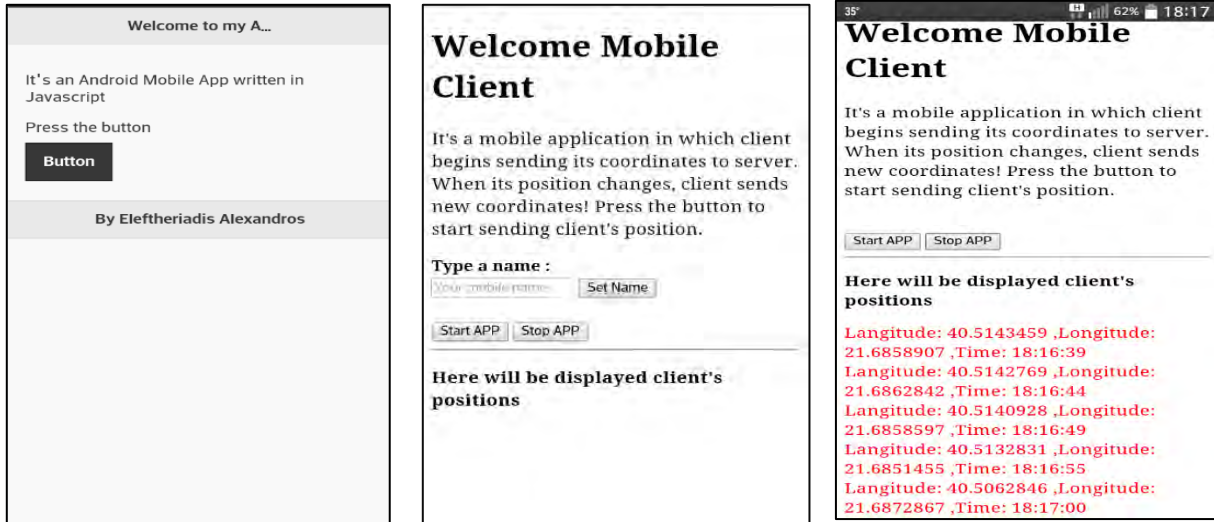 Welcome to my A...
It's an Android Mobile App written in
Javascript
Press the button
Button
By Eleftheriadis Alexandros
Welcome Mobile
Client
It's a mobile application in which client
begins sending its coordinates to server.
When its position changes, client sends
new coordinates! Press the button to
start sending client's position.
Type a name :
Your mobile name
Set Name
Start APP Stop APP
Here will be displayed client's
positions
35° H 62% 18:17
Welcome Mobile
Client
It's a mobile application in which client
begins sending its coordinates to server.
When its position changes, client sends
new coordinates! Press the button to
start sending client's position.
Start APP Stop APP
Here will be displayed client's
positions
Langitude: 40.5143459 ,Longitude:
21.6858907 ,Time: 18:16:39
Langitude: 40.5142769 ,Longitude:
21.6862842 ,Time: 18:16:44
Langitude: 40.5140928 ,Longitude:
21.6858597 ,Time: 18:16:49
Langitude: 40.5132831 ,Longitude:
21.6851455 ,Time: 18:16:55
Langitude: 40.5062846 ,Longitude:
21.6872867 ,Time: 18:17:00